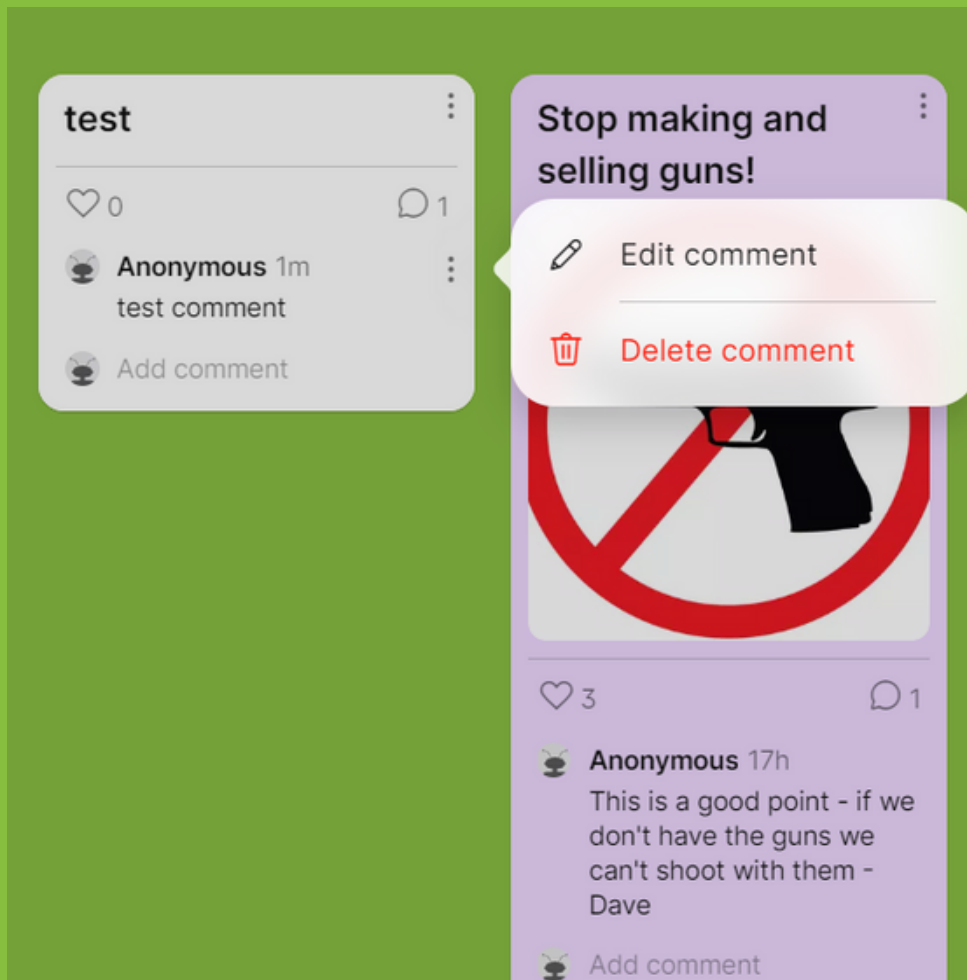 test
0
1
Anonymous 1m
test comment
Add comment
Stop making and
selling guns!
Edit comment
Delete comment
3
1
Anonymous 17h
This is a good point - if we
don't have the guns we
can't shoot with them -
Dave
Add comment